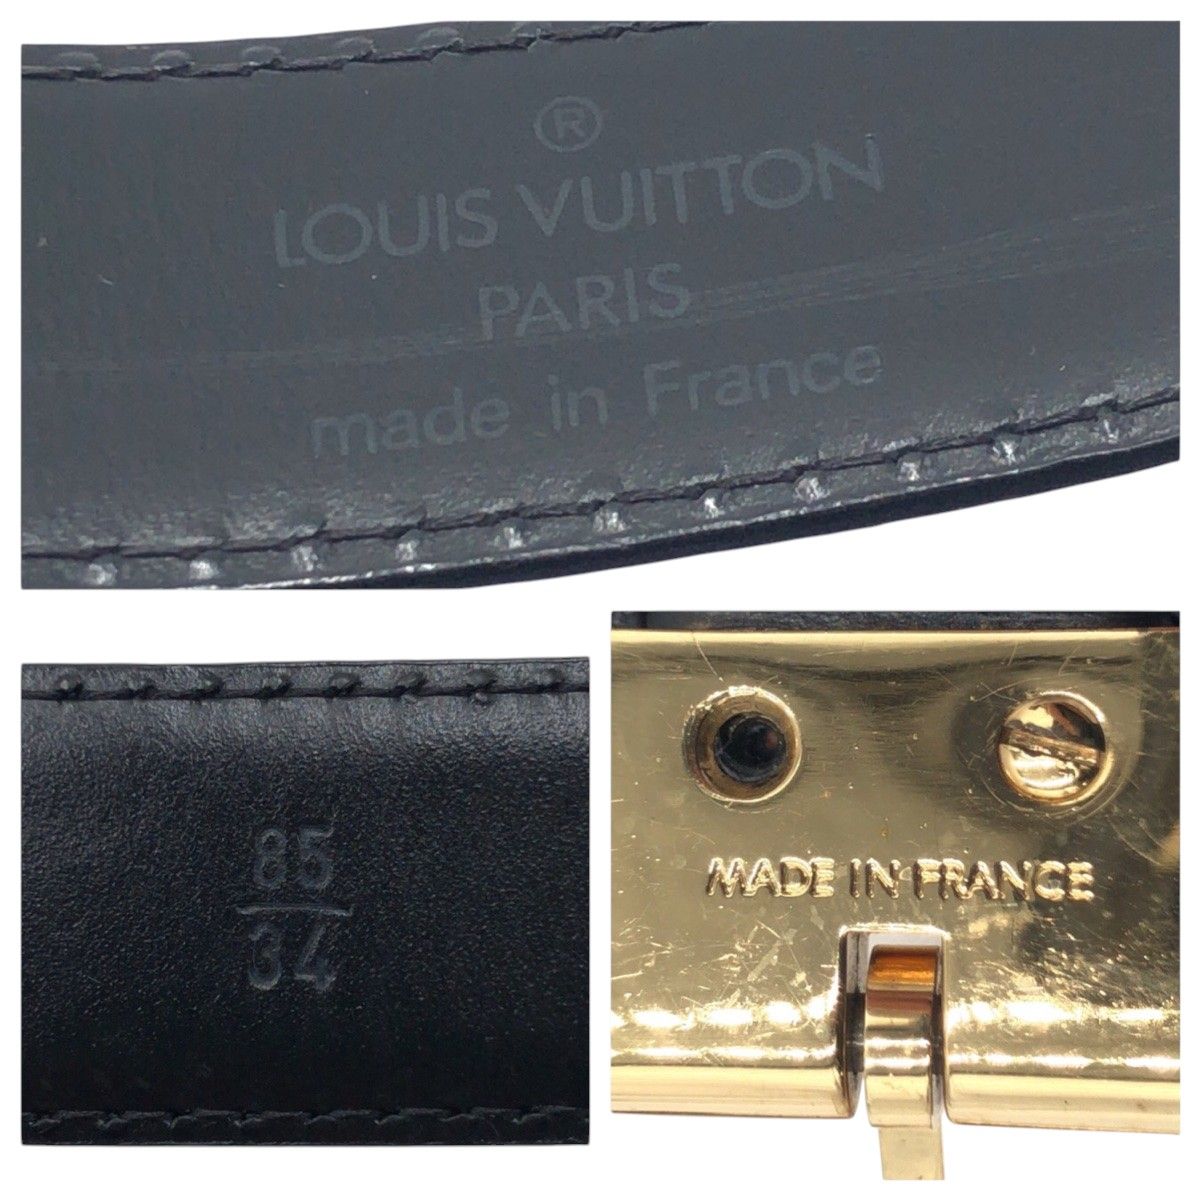 ®
LOUIS VUITTON
PARIS
made in France
85
34
MADE IN FRANCE